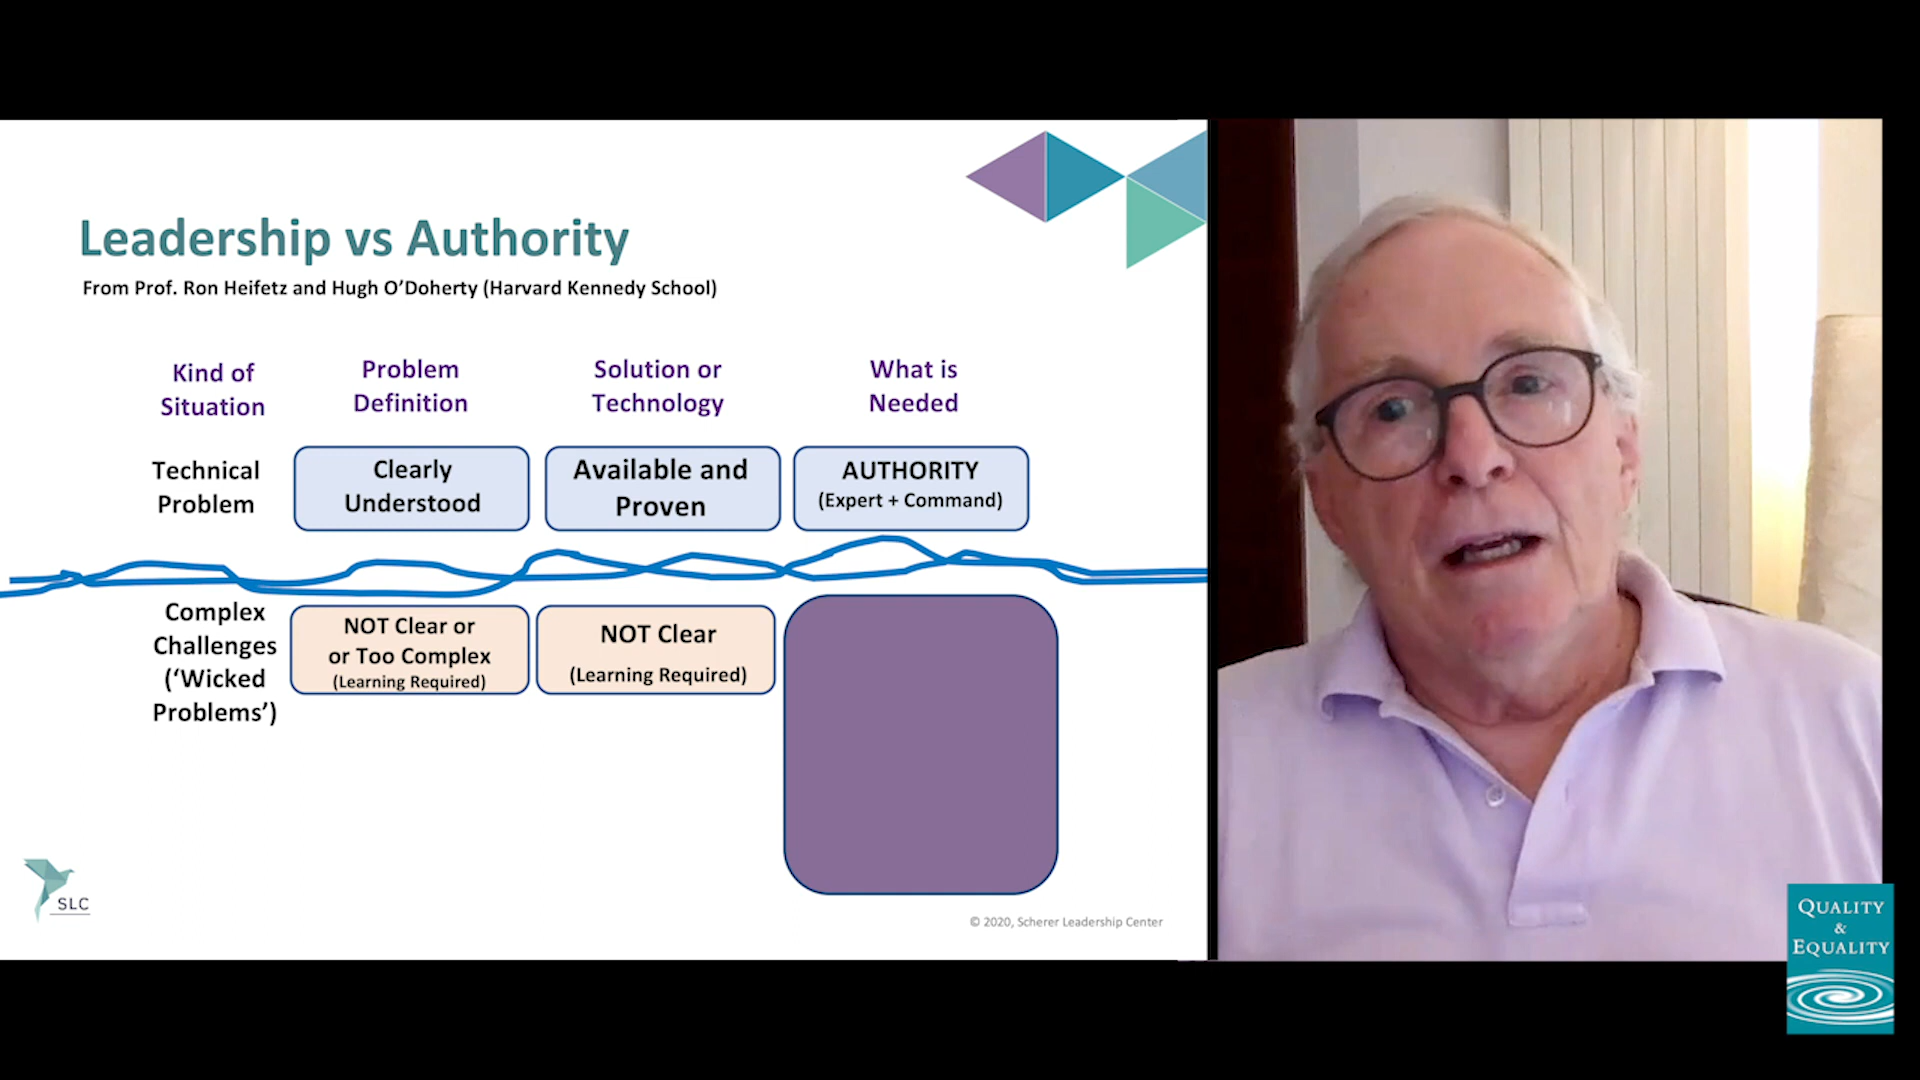 Leadership vs Authority
From Prof. Ron Heifetz and Hugh O’Doherty (Harvard Kennedy School)
Kind of
Situation
Problem
Definition
Solution or
Technology
What is
Needed
Technical
Problem
Clearly
Understood
Available and
Proven
AUTHORITY
(Expert + Command)
Complex
Challenges
(‘Wicked
Problems’)
NOT Clear or
or Too Complex
(Learning Required)
NOT Clear
(Learning Required)
SLC
© 2020, Scherer Leadership Center
QUALITY
&
EQUALITY